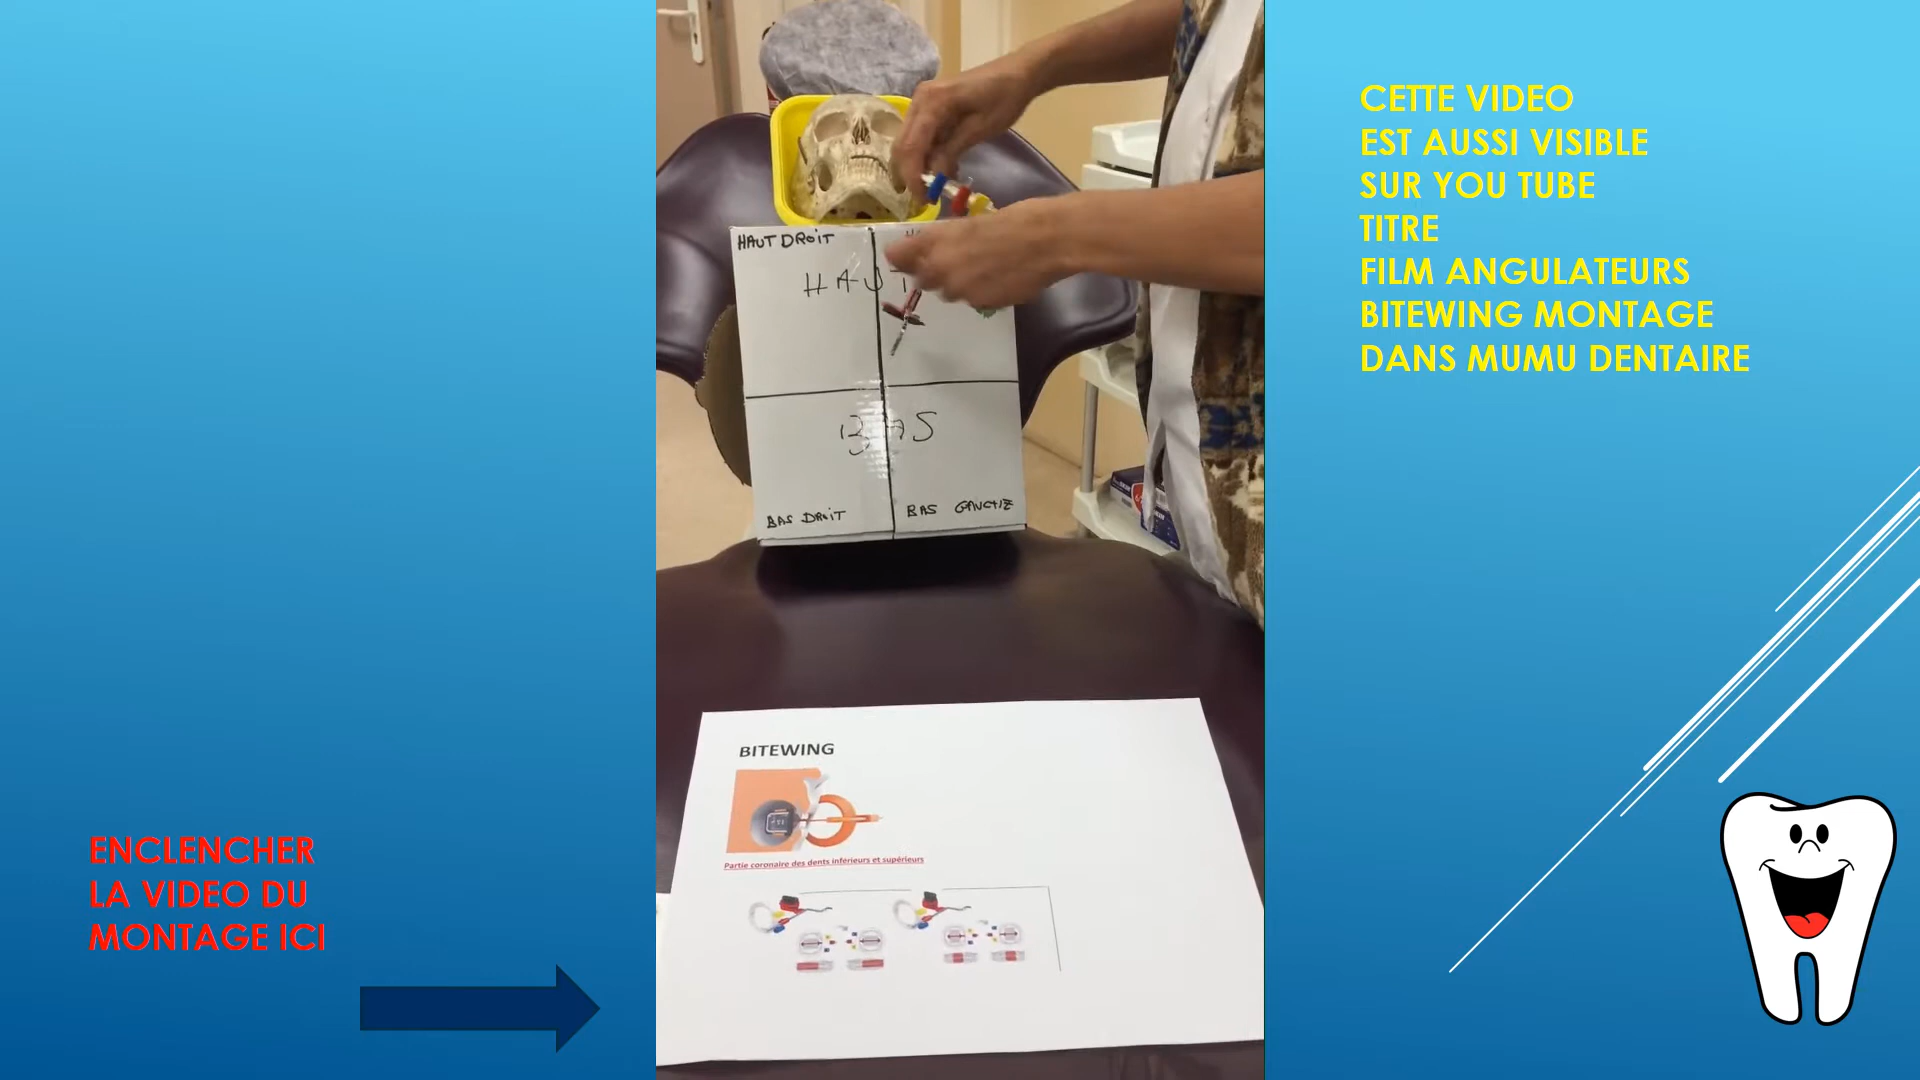 CETTE VIDEO
EST AUSSI VISIBLE
SUR YOU TUBE
TITRE
FILM ANGULATEURS
BITEWING MONTAGE
DANS MUMU DENTAIRE
HAUT DROIT
HAUT
BAS
BAS DROIT
BAS GAUCHE
BITEWING
Partie coronaire des dents inferieurs et supérieurs
ENCLENCHER
LA VIDEO DU
MONTAGE ICI